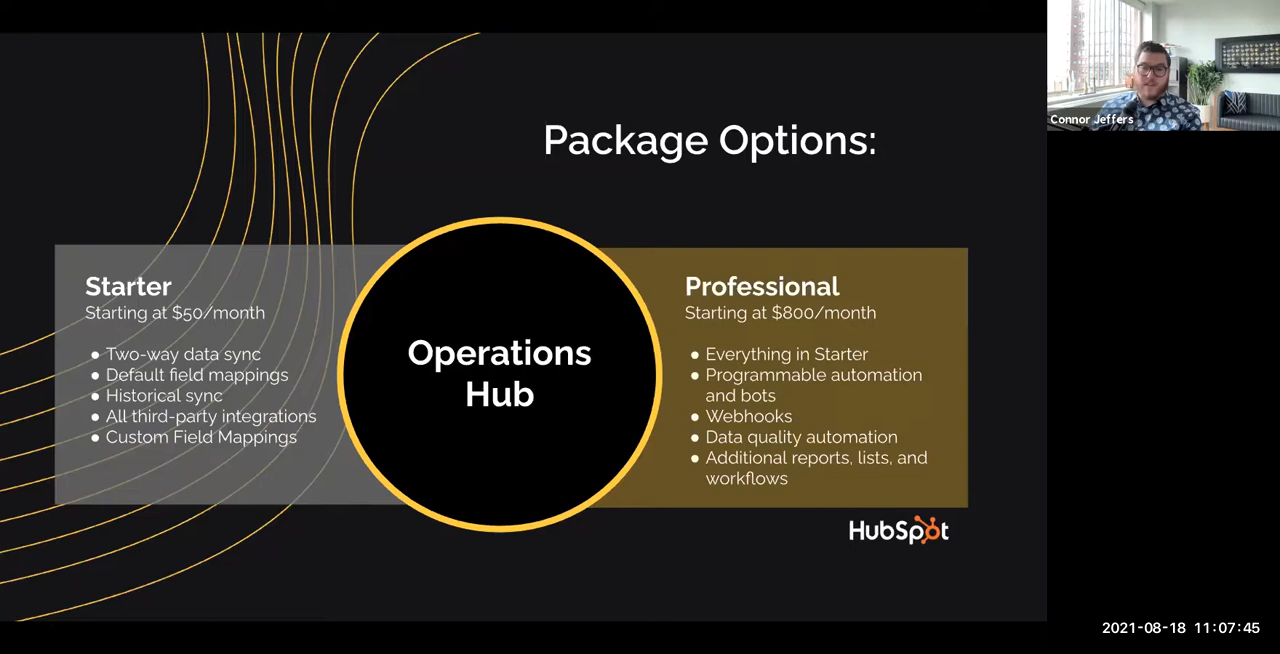 Package Options:
Starter
Starting at $50/month
● Two-way data sync
● Default field mappings
● Historical sync
● All third-party integrations
● Custom Field Mappings
Operations
Hub
Professional
Starting at $800/month
● Everything in Starter
● Programmable automation
and bots
● Webhooks
● Data quality automation
● Additional reports, lists, and
workflows
HubSpot
Connor Jeffers
2021-08-18 11:07:45